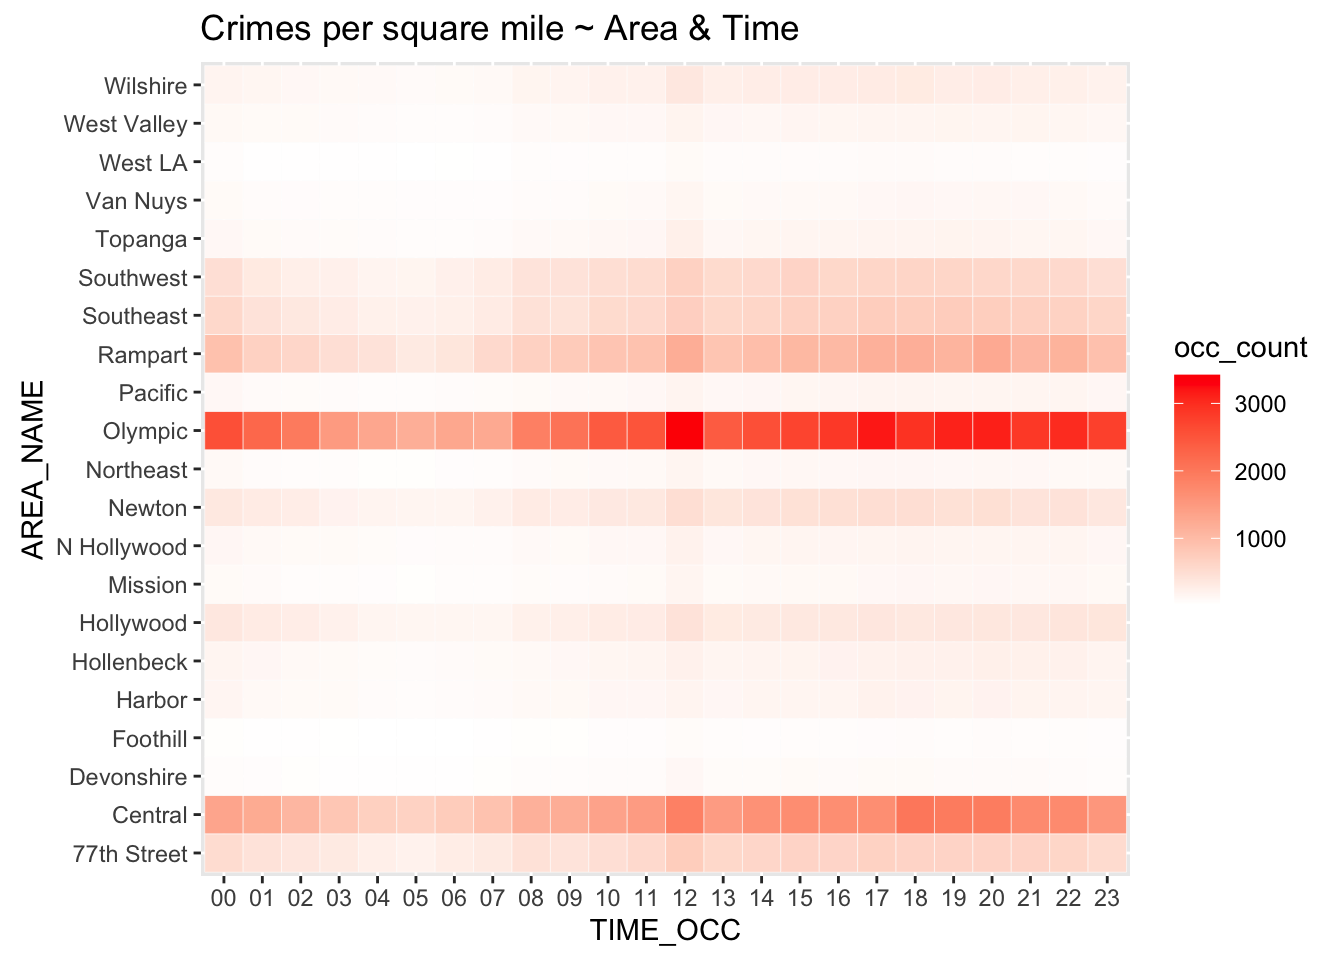 Crimes per square mile ~ Area & Time
AREA_NAME
Wilshire
West Valley
West LA
Van Nuys
Topanga
Southwest
Southeast
Rampart
Pacific
Olympic
Northeast
Newton
N Hollywood
Mission
Hollywood
Hollenbeck
Harbor
Foothill
Devonshire
Central
77th Street
00 01 02 03 04 05 06 07 08 09 10 11 12 13 14 15 16 17 18 19 20 21 22 23
TIME_OCC
occ_count
3000
2000
1000